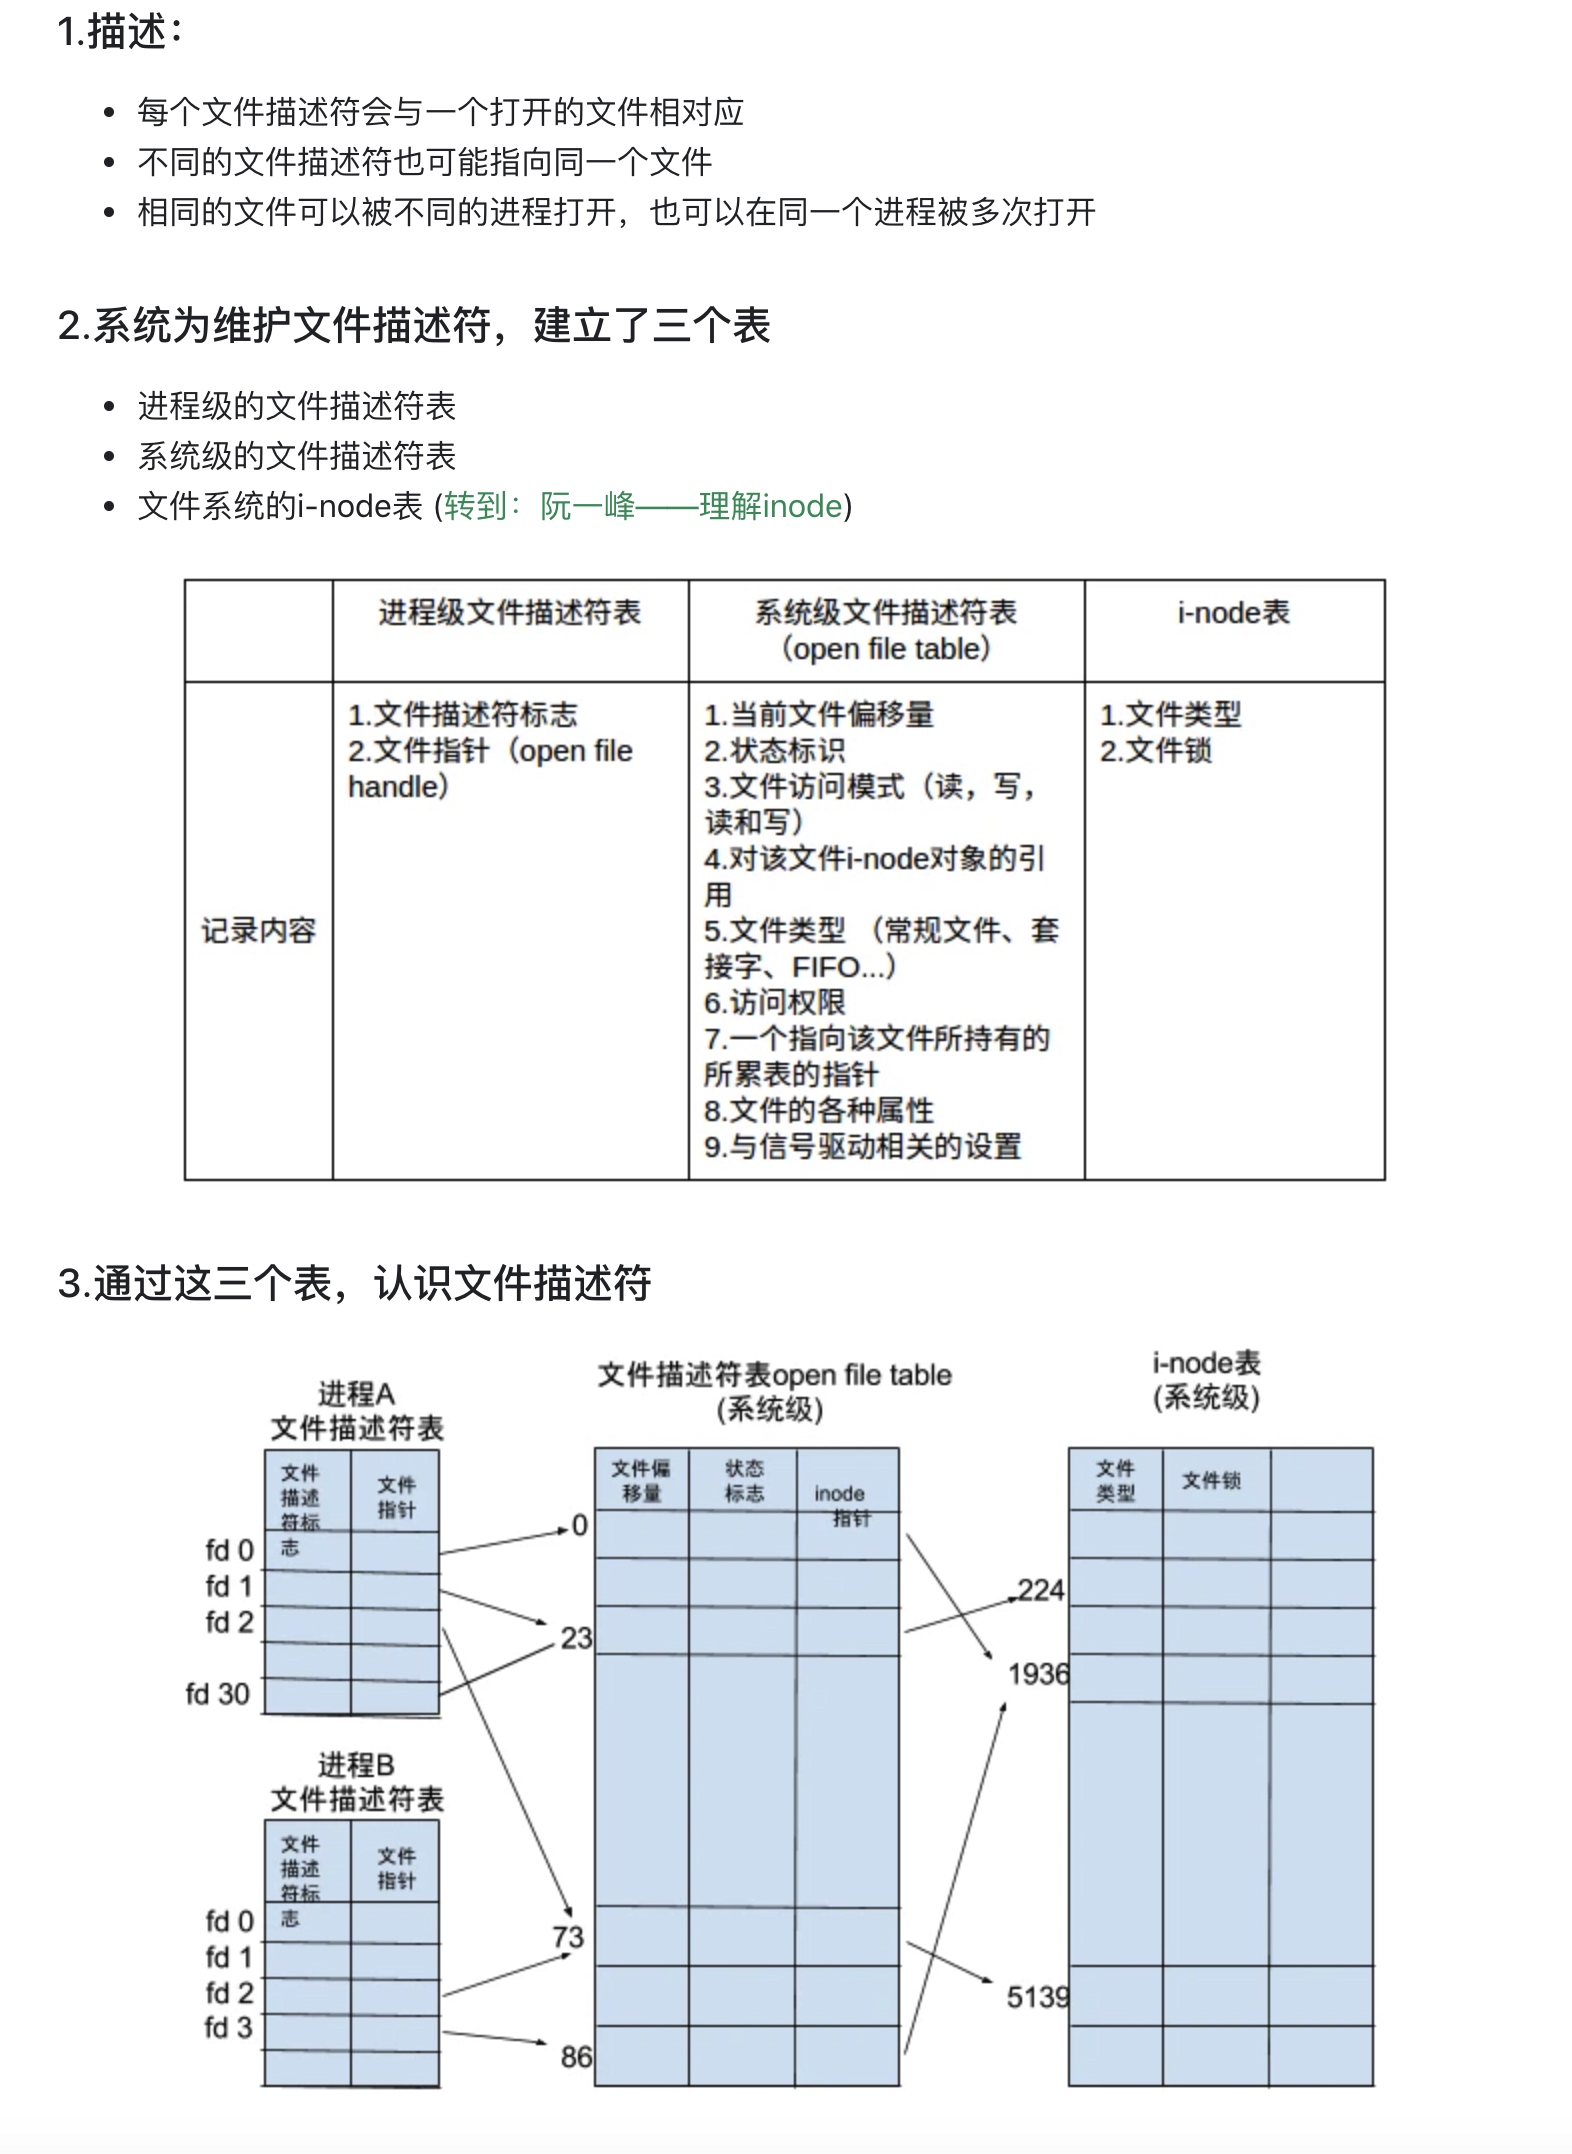 1.描述：
每个文件描述符会与一个打开的文件相对应
不同的文件描述符也可能指向同一个文件
相同的文件可以被不同的进程打开，也可以在同一个进程被多次打开
2.系统为维护文件描述符，建立了三个表
进程级的文件描述符表
系统级的文件描述符表
文件系统的i-node表 (转到：阮一峰——理解inode)
进程级文件描述符表
系统级文件描述符表
（open file table）
i-node表
记录内容
1.文件描述符标志
2.文件指针（open file
handle）
1.当前文件偏移量
2.状态标识
3.文件访问模式（读，写，
读和写）
4.对该文件i-node对象的引
用
5.文件类型 （常规文件、套
接字、FIFO...）
6.访问权限
7.一个指向该文件所持有的
所累表的指针
8.文件的各种属性
9.与信号驱动相关的设置
1.文件类型
2.文件锁
3.通过这三个表，认识文件描述符
进程A
文件描述符表
文件
描述
符标
志
文件
指针
fd 0
fd 1
fd 2
fd 30
进程B
文件描述符表
文件
描述
符标
志
文件
指针
fd 0
fd 1
fd 2
fd 3
文件描述符表open file table
(系统级)
文件偏
移量
状态
标志
inode
指针
0
23
73
86
i-node表
(系统级)
文件
类型
文件锁
224
1936
5139